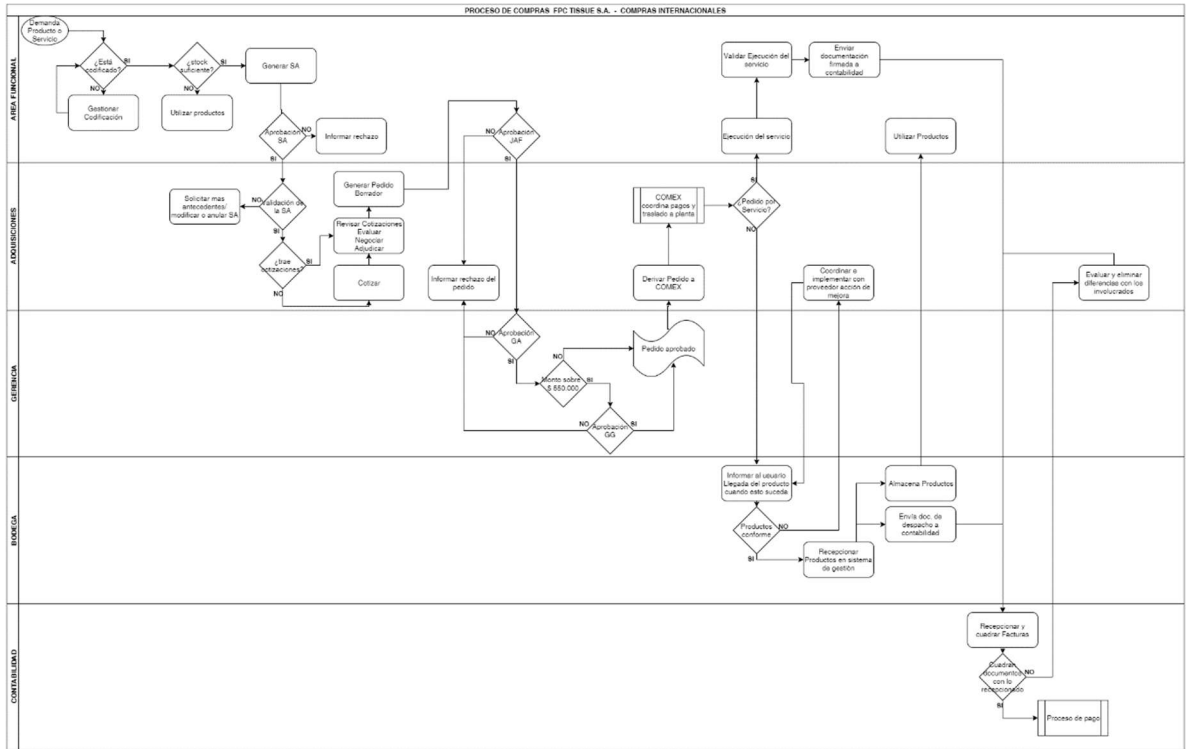 PROCESO DE COMPRAS FPC TISSUE S.A. - COMPRAS INTERNACIONALES
AREA FUNCIONAL
Demanda
Producto o
Servicio
¿Está
codificado?
SI
NO
Gestionar
Codificación
¿stock
suficiente?
SI
NO
Utilizar productos
Generar SA
Aprobación
SA
NO
SI
Informar rechazo
Aprobación
JAF
NO
SI
Validar Ejecución del
servicio
Enviar
documentación
firmada a
contabilidad
Ejecución del servicio
Utilizar Productos
ADQUISICIONES
Solicitar mas
antecedentes/
modificar o anular SA
NO
Validación de
la SA
SI
¿trae
cotizaciones?
SI
NO
Generar Pedido
Borrador
Revisar Cotizaciones
Evaluar
Negociar
Adjudicar
Cotizar
Informar rechazo del
pedido
COMEX
coordina pagos y
traslado a planta
Derivar Pedido a
COMEX
SI
¿Pedido por
Servicio?
NO
Coordinar e
implementar con
proveedor acción de
mejora
Evaluar y eliminar
diferencias con los
involucrados
GERENCIA
NO
Aprobación
GA
SI
NO
Monto sobre
$ 880.000
SI
Pedido aprobado
NO
Aprobación
GG
SI
BODEGA
Informar al usuario
Llegada del producto
cuando esto suceda
Productos
conforme
NO
SI
Recepcionar
Productos en sistema
de gestión
Almacena Productos
Envía doc. de
despacho a
contabilidad
CONTABILIDAD
Recepcionar y
cuadrar Facturas
Cuadran
documentos
con lo
recepcionado
NO
SI
Proceso de pago